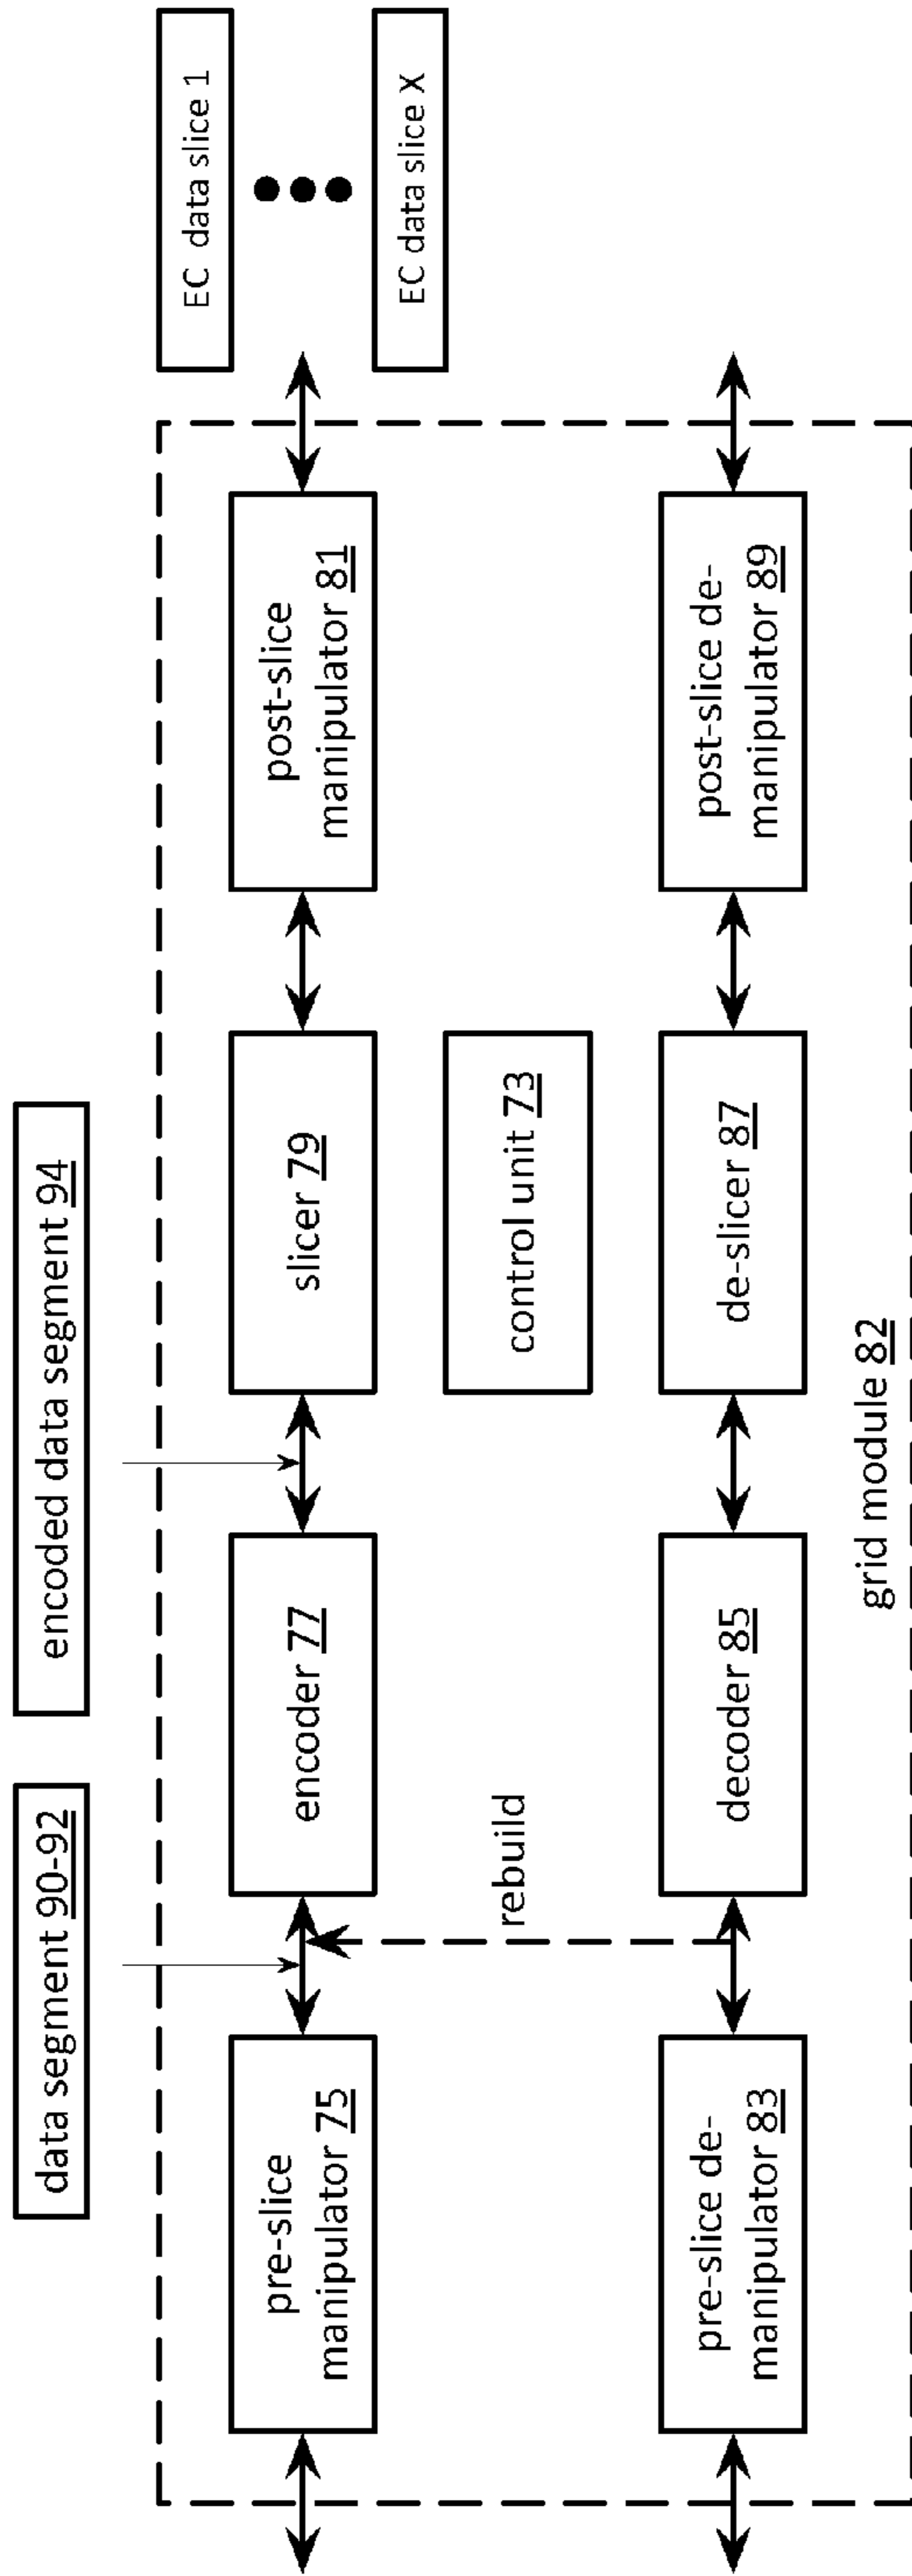 data segment 90-92
encoded data segment 94
EC data slice 1
EC data slice X
pre-slice
manipulator 75
encoder 77
slicer 79
post-slice
manipulator 81
rebuild
control unit 73
pre-slice de-
manipulator 83
decoder 85
de-slicer 87
post-slice de-
manipulator 89
grid module 82